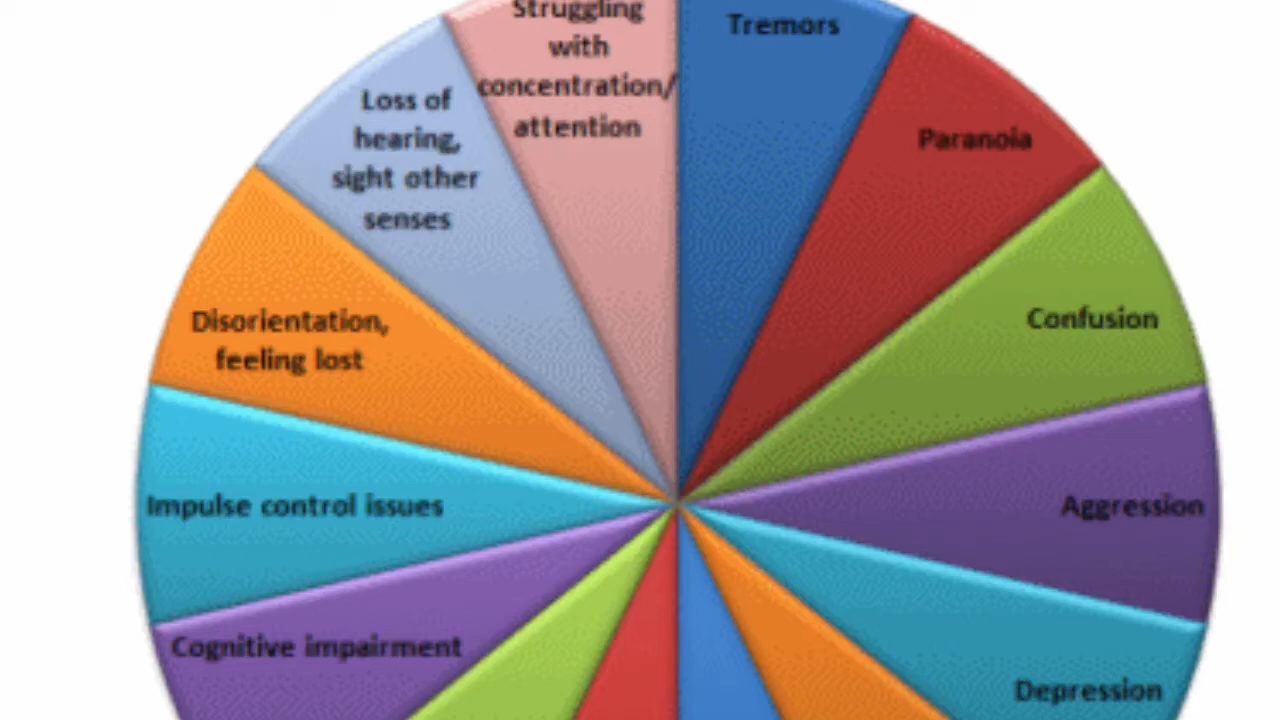 Struggling
with
concentration/
attention
Tremors
Paranoia
Confusion
Aggression
Depression
Loss of
hearing,
sight other
senses
Disorientation,
feeling lost
Impulse control issues
Cognitive impairment